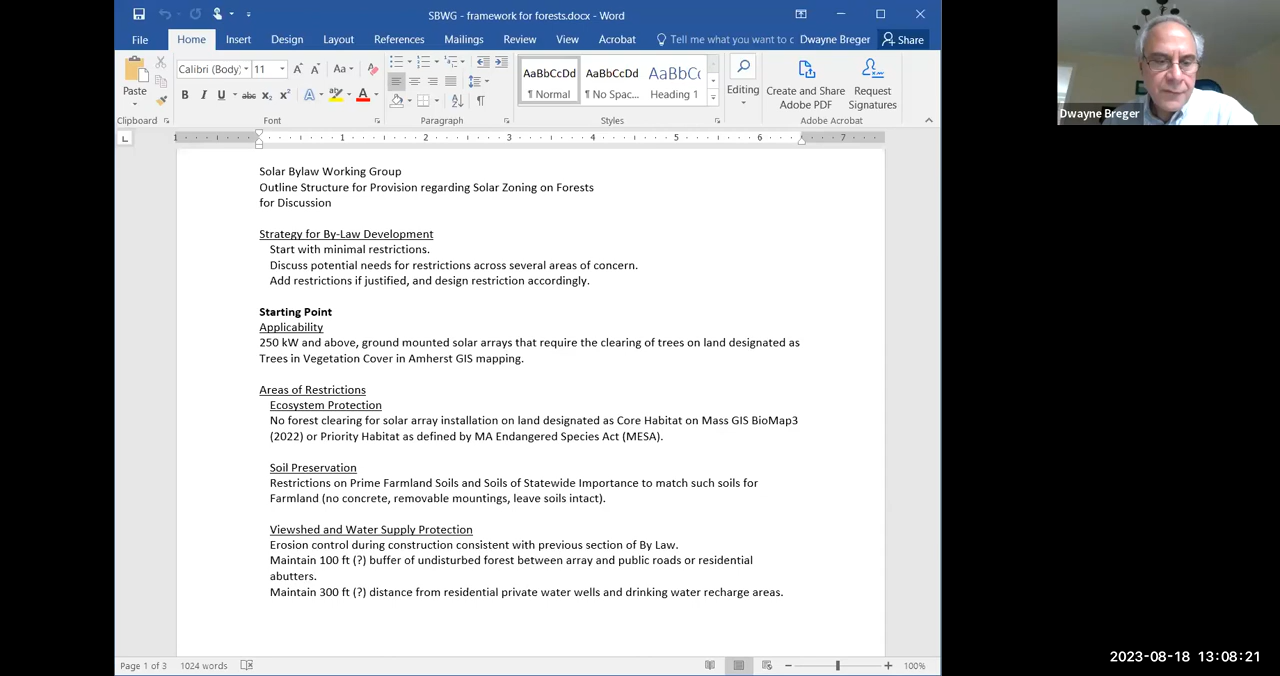 SBWG - framework for forests.docx - Word
File Home Insert Design Layout References Mailings Review View Acrobat Tell me what you want to c Dwayne Breger Share
Calibri (Body) 11 Aa
Paste
B I U abc X2 X2 A A
AaBbCcDd AaBbCcDd AaBbCc
¶ Normal ¶ No Spac... Heading 1
Editing
Create and Share Adobe PDF
Request Signatures
Clipboard Font Paragraph Styles Adobe Acrobat
1 1 2 3 4 5 6 7
Solar Bylaw Working Group
Outline Structure for Provision regarding Solar Zoning on Forests
for Discussion
Strategy for By-Law Development
Start with minimal restrictions.
Discuss potential needs for restrictions across several areas of concern.
Add restrictions if justified, and design restriction accordingly.
Starting Point
Applicability
250 kW and above, ground mounted solar arrays that require the clearing of trees on land designated as
Trees in Vegetation Cover in Amherst GIS mapping.
Areas of Restrictions
Ecosystem Protection
No forest clearing for solar array installation on land designated as Core Habitat on Mass GIS BioMap3
(2022) or Priority Habitat as defined by MA Endangered Species Act (MESA).
Soil Preservation
Restrictions on Prime Farmland Soils and Soils of Statewide Importance to match such soils for
Farmland (no concrete, removable mountings, leave soils intact).
Viewshed and Water Supply Protection
Erosion control during construction consistent with previous section of By Law.
Maintain 100 ft (?) buffer of undisturbed forest between array and public roads or residential
abutters.
Maintain 300 ft (?) distance from residential private water wells and drinking water recharge areas.
Page 1 of 3 1024 words 100%
Dwayne Breger
2023-08-18 13:08:21